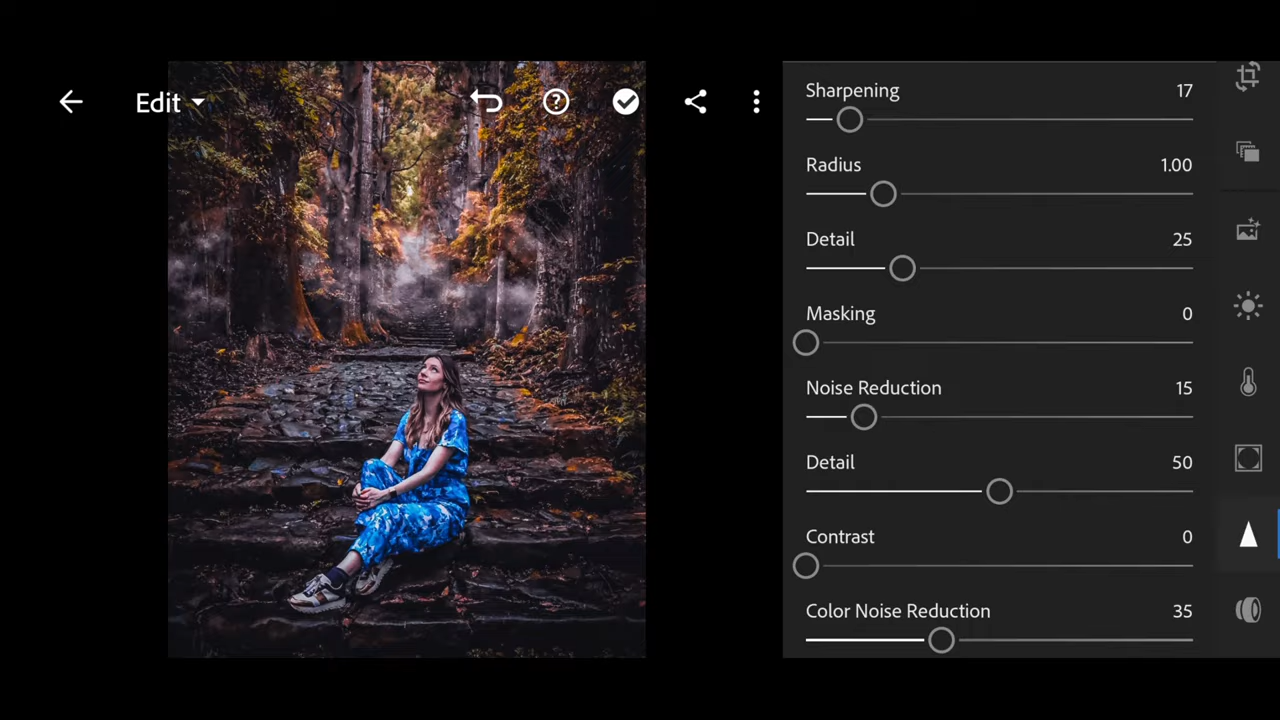 Edit
Sharpening 17
Radius 1.00
Detail 25
Masking 0
Noise Reduction 15
Detail 50
Contrast 0
Color Noise Reduction 35